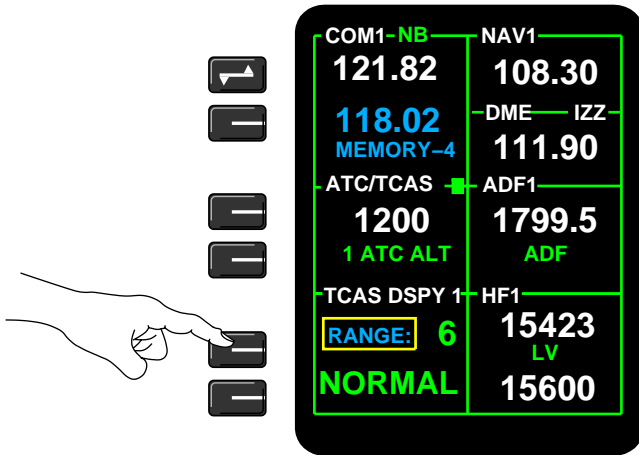 COM1-NB
121.82
118.02
MEMORY–4
NAV1
108.30
DME IZZ
111.90
ATC/TCAS
1200
1 ATC ALT
ADF1
1799.5
ADF
TCAS DSPY 1
RANGE: 6
NORMAL
HF1
15423
LV
15600